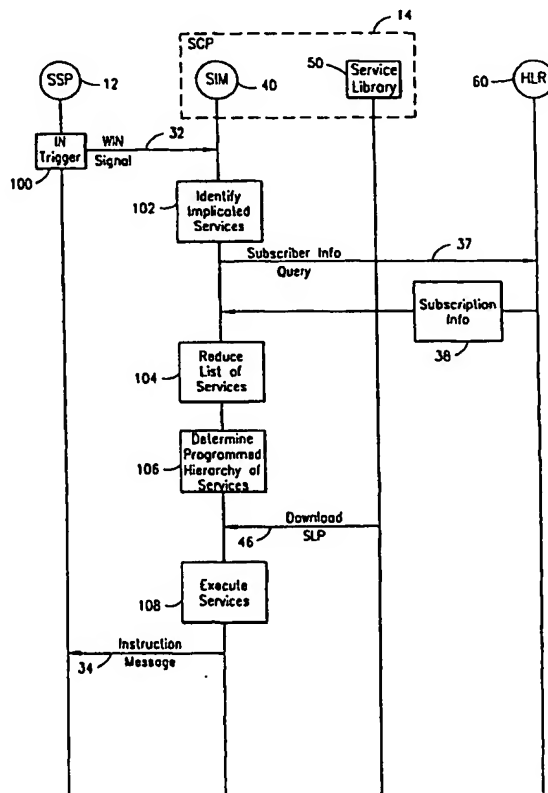 14
SCP
SSP
12
SIM
40
50
Service
Library
60
HLR
IN
Trigger
100
WIN
Signal
32
102
Identify
Implicated
Services
Subscriber Info
Query
37
Subscription
Info
38
104
Reduce
List of
Services
106
Determine
Programmed
Hierarchy of
Services
Download
SLP
46
108
Execute
Services
Instruction
Message
34